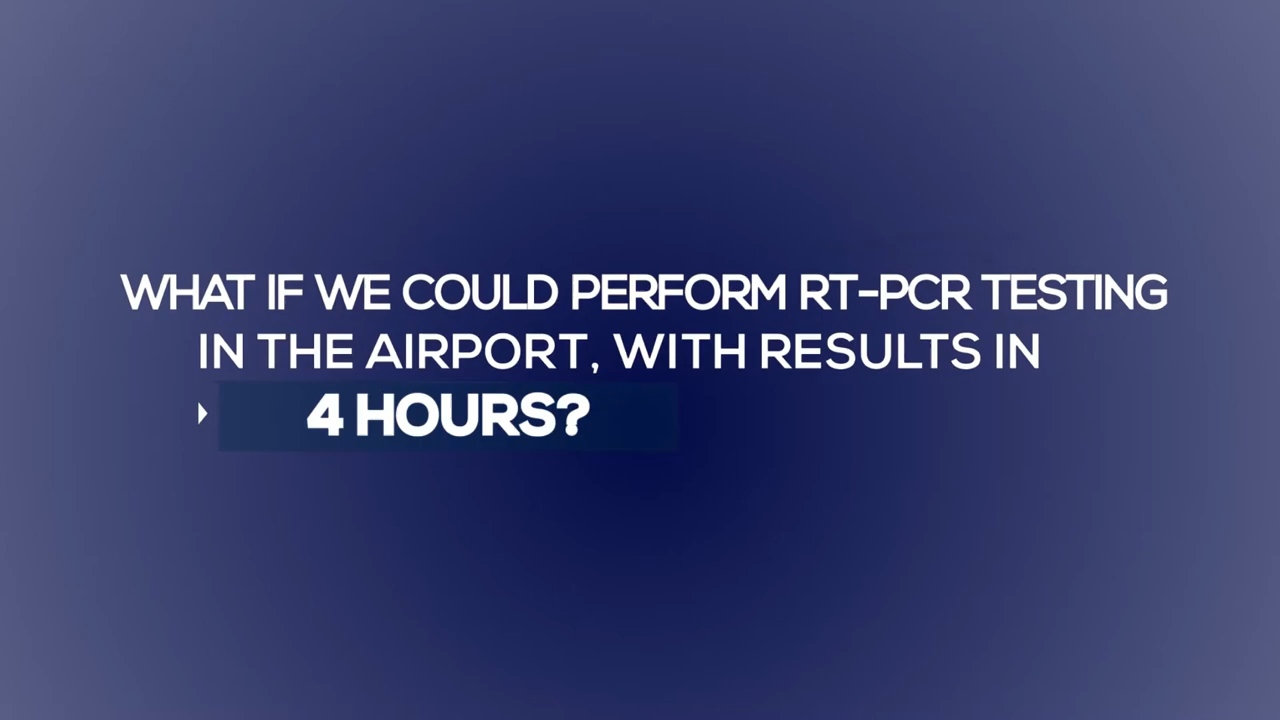 WHAT IF WE COULD PERFORM RT-PCR TESTING
IN THE AIRPORT, WITH RESULTS IN
4 HOURS?